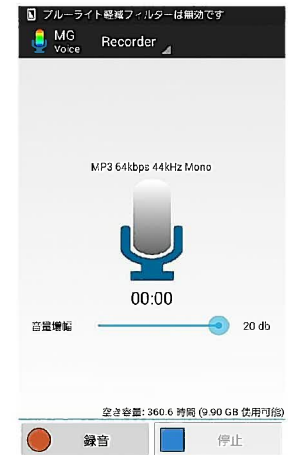 ブルーライト軽減フィルターは無効です
MG
Voice
Recorder
MP3 64kbps 44kHz Mono
00:00
音量増幅
20 db
空き容量: 360.6 時間 (9.90 GB 使用可能)
録音
停止